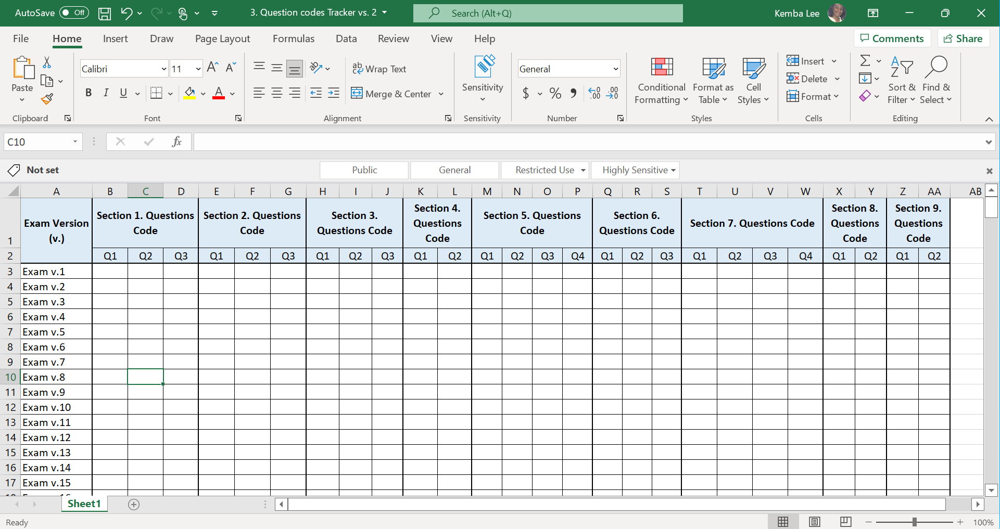 AutoSave Off 3. Question codes Tracker vs. 2 Search (Alt+Q) Kemba Lee
File Home Insert Draw Page Layout Formulas Data Review View Help Comments Share
Paste
Clipboard
Calibri 11
B I U A
Font
ab Wrap Text
Merge & Center
Alignment
Sensitivity
Sensitivity
General
$ % , .00 .00
Number
Conditional Formatting
Format as Table
Cell Styles
Styles
Insert
Delete
Format
Cells
Sort & Filter
Find & Select
Editing
C10 fx
Not set Public General Restricted Use Highly Sensitive
A B C D E F G H I J K L M N O P Q R S T U V W X Y Z AA AB
1 Exam Version (v.) Section 1. Questions Code Section 2. Questions Code Section 3. Questions Code Section 4. Questions Code Section 5. Questions Code Section 6. Questions Code Section 7. Questions Code Section 8. Questions Code Section 9. Questions Code
2 Q1 Q2 Q3 Q1 Q2 Q3 Q1 Q2 Q3 Q1 Q2 Q1 Q2 Q3 Q4 Q1 Q2 Q3 Q1 Q2 Q3 Q4 Q1 Q2 Q1 Q2
3 Exam v.1
4 Exam v.2
5 Exam v.3
6 Exam v.4
7 Exam v.5
8 Exam v.6
9 Exam v.7
10 Exam v.8
11 Exam v.9
12 Exam v.10
13 Exam v.11
14 Exam v.12
15 Exam v.13
16 Exam v.14
17 Exam v.15
Sheet1
Ready 100%